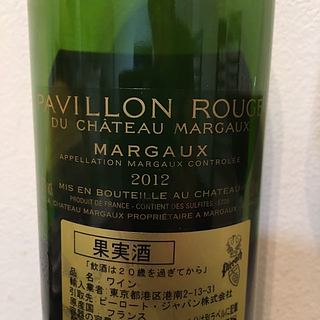 PAVILLON ROUGE
DU CHÂTEAU MARGAUX
MARGAUX
APPELLATION MARGAUX CONTROLÉE
2012
MIS EN BOUTEILLE AU CHÂTEAU
PRODUIT DE FRANCE - CONTIENT DES SULFITES -
CHÂTEAU MARGAUX PROPRIÉTAIRE A MARGAUX
果実酒
「飲酒は20歳を過ぎてから」
品名:ワイン
輸入業者:東京都港区港南2-13-31
引取先:ピーロート・ジャパン株式会社
原産国:フランス